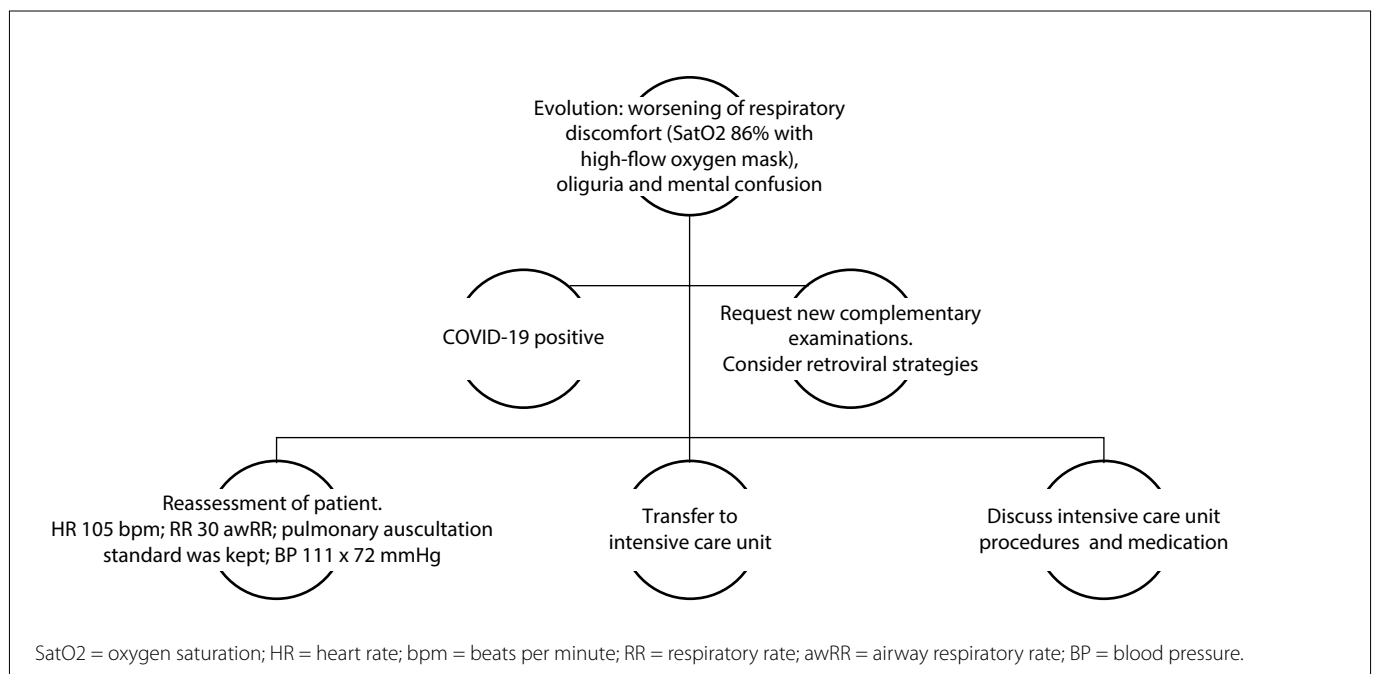 Evolution: worsening of respiratory
discomfort (SatO2 86% with
high-flow oxygen mask),
oliguria and mental confusion
COVID-19 positive
Request new complementary
examinations.
Consider retroviral strategies
Reassessment of patient.
HR 105 bpm; RR 30 awRR; pulmonary auscultation
standard was kept; BP 111 x 72 mmHg
Transfer to
intensive care unit
Discuss intensive care unit
procedures and medication
SatO2 = oxygen saturation; HR = heart rate; bpm = beats per minute; RR = respiratory rate; awRR = airway respiratory rate; BP = blood pressure.